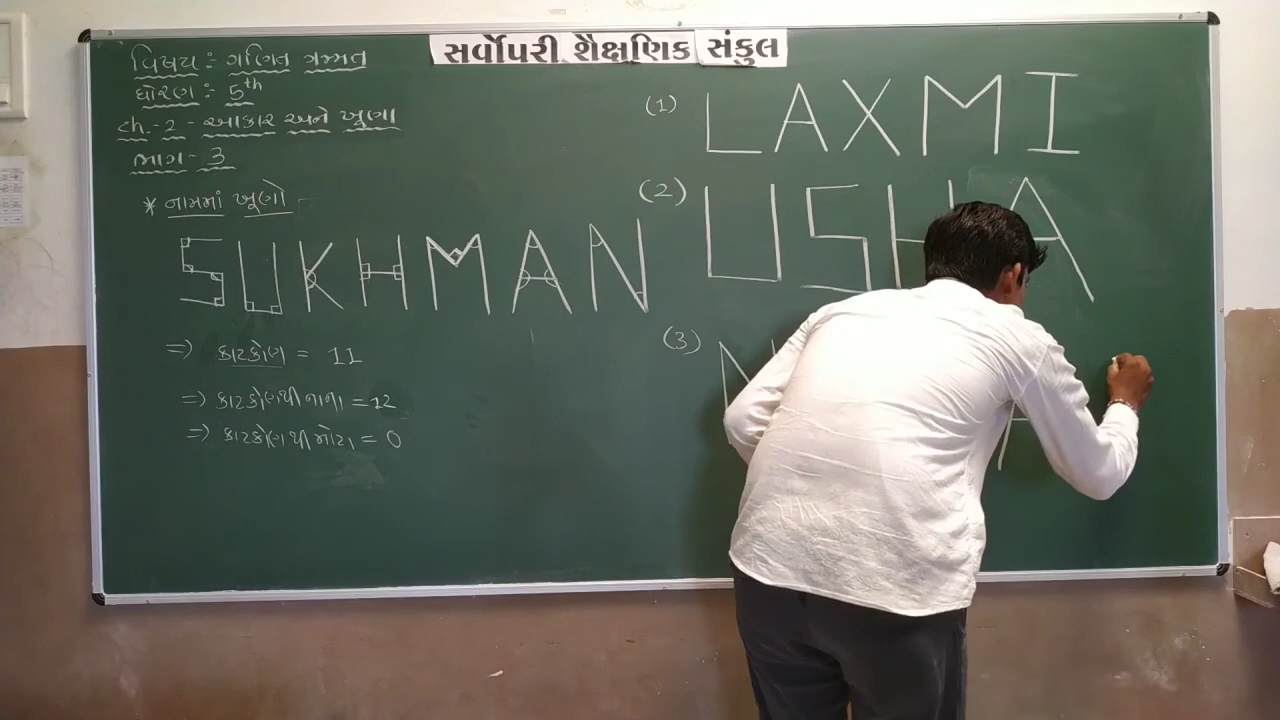 સર્વોપરી શૈક્ષણિક સંકુલ
વિષય : ગણિત ગમ્મત
ધોરણ : 5th
ch.-2 - આકાર અને ખૂણા
ભાગ- 3
* નામમાં ખૂણો
SUKHMAN
⇒ કાટકોણ = 11
⇒ કાટકોણથી નાના = 12
⇒ કાટકોણથી મોટા = 0
(1) LAXMI
(2) USHA
(3) N